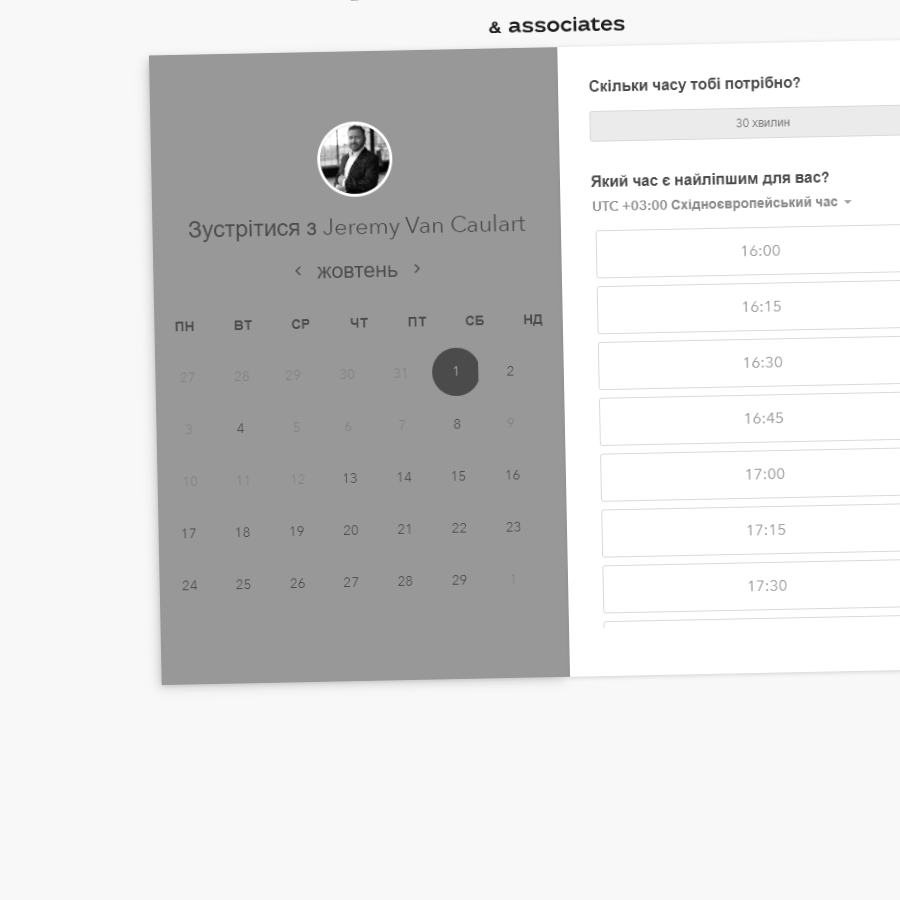 & associates
Зустрітися з Jeremy Van Caulart
жовтень
ПН ВТ СР ЧТ ПТ СБ НД
27 28 29 30 31 1 2
3 4 5 6 7 8 9
10 11 12 13 14 15 16
17 18 19 20 21 22 23
24 25 26 27 28 29 1
Скільки часу тобі потрібно?
30 хвилин
Який час є найліпшим для вас?
UTC +03:00 Східноєвропейський час
16:00
16:15
16:30
16:45
17:00
17:15
17:30